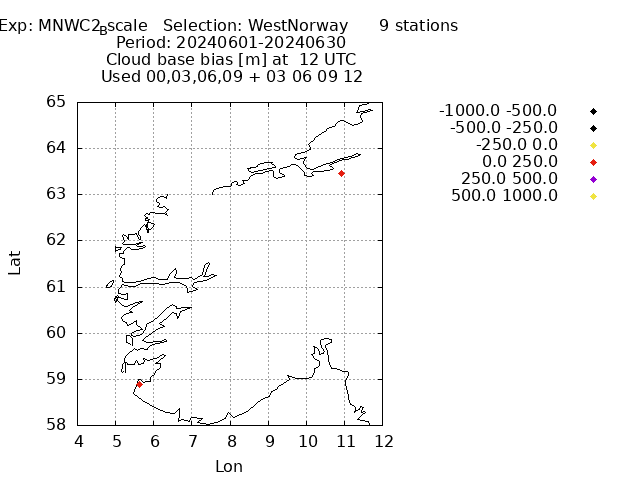 Exp: MNWC2_Bscale   Selection: WestNorway      9 stations
Period: 20240601-20240630
Cloud base bias [m] at  12 UTC
Used 00,03,06,09 + 03 06 09 12
-1000.0 -500.0
-500.0 -250.0
-250.0 0.0
0.0 250.0
250.0 500.0
500.0 1000.0
65
64
63
62
61
60
59
58
Lat
4 5 6 7 8 9 10 11 12
Lon